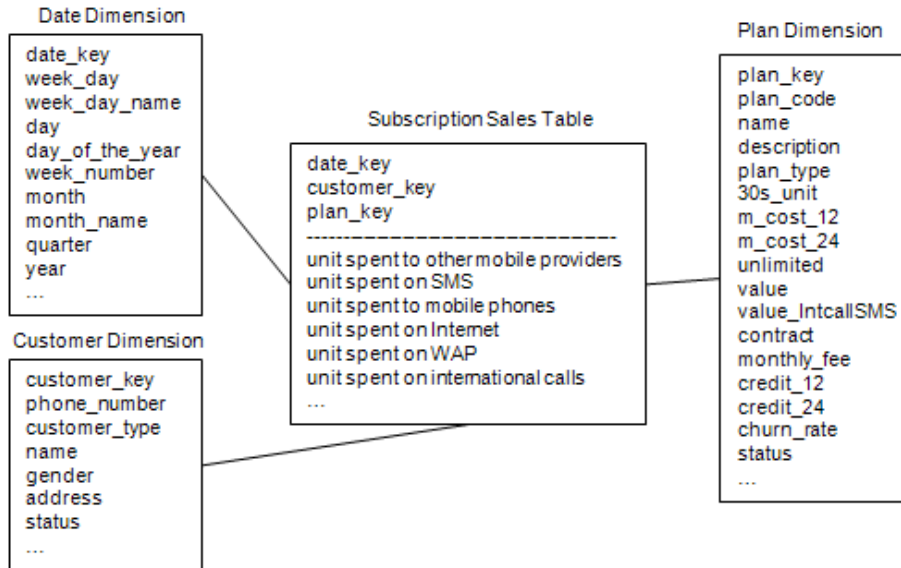 Date Dimension
date_key
week_day
week_day_name
day
day_of_the_year
week_number
month
month_name
quarter
year
...
Customer Dimension
customer_key
phone_number
customer_type
name
gender
address
status
...
Subscription Sales Table
date_key
customer_key
plan_key
--------------------------------------------
unit spent to other mobile providers
unit spent on SMS
unit spent to mobile phones
unit spent on Internet
unit spent on WAP
unit spent on international calls
...
Plan Dimension
plan_key
plan_code
name
description
plan_type
30s_unit
m_cost_12
m_cost_24
unlimited
value
value_IntcallSMS
contract
monthly_fee
credit_12
credit_24
churn_rate
status
...